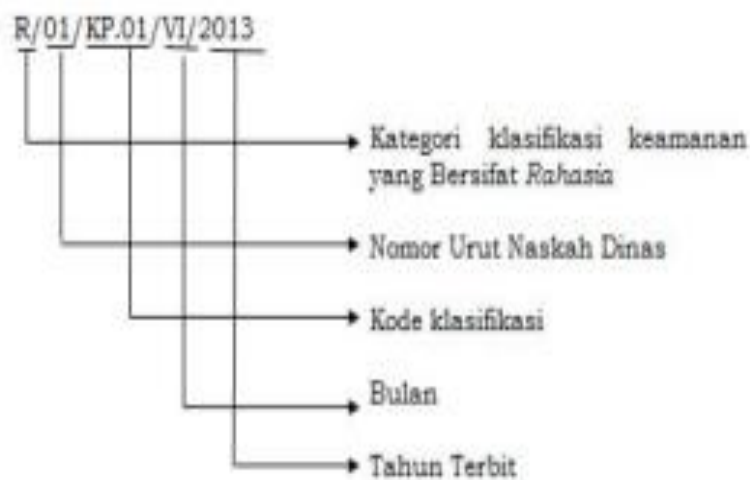 R/01/KP.01/VI/2013
Kategori klasifikasi keamanan
yang Bersifat Rahasia
Nomor Urut Naskah Dinas
Kode klasifikasi
Bulan
Tahun Terbit